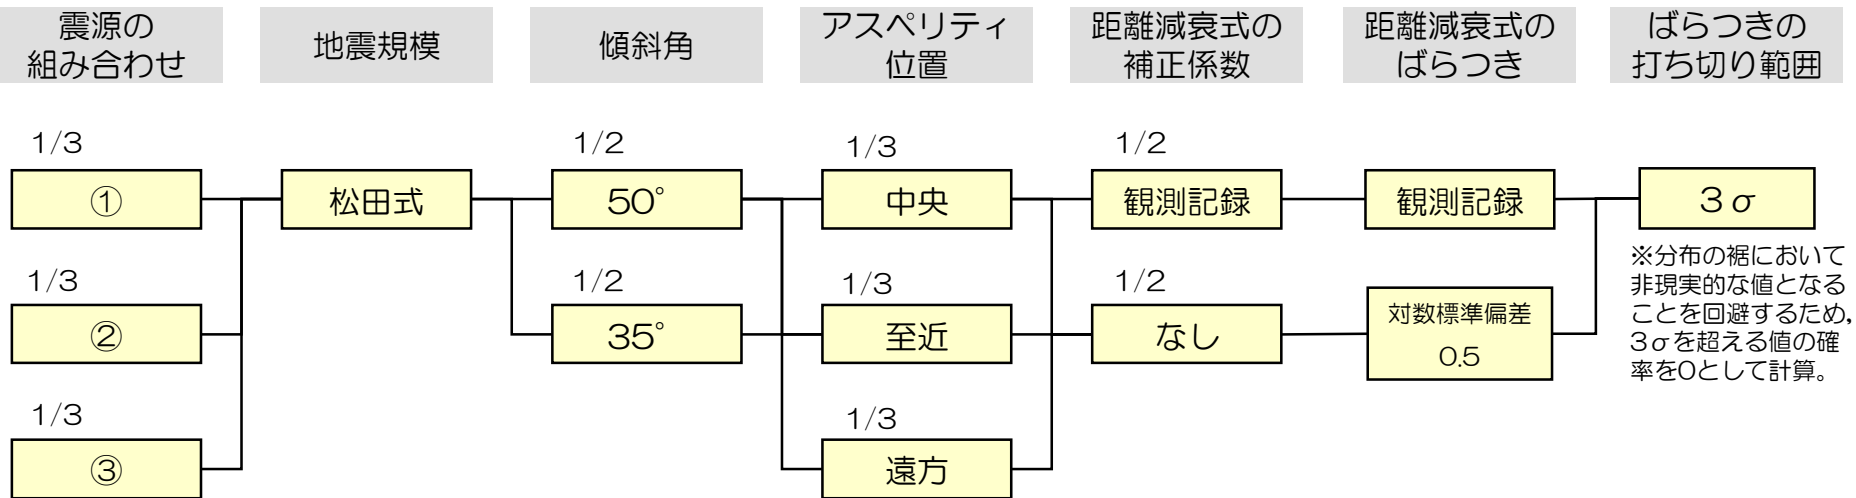 震源の
組み合わせ
地震規模
傾斜角
アスペリティ
位置
距離減衰式の
補正係数
距離減衰式の
ばらつき
ばらつきの
打ち切り範囲
1/3
①
1/3
②
1/3
③
松田式
1/2
50°
1/2
35°
1/3
中央
1/3
至近
1/3
遠方
1/2
観測記録
1/2
なし
観測記録
対数標準偏差
0.5
3σ
※分布の裾において
非現実的な値となる
ことを回避するため,
3σを超える値の確
率を0として計算。